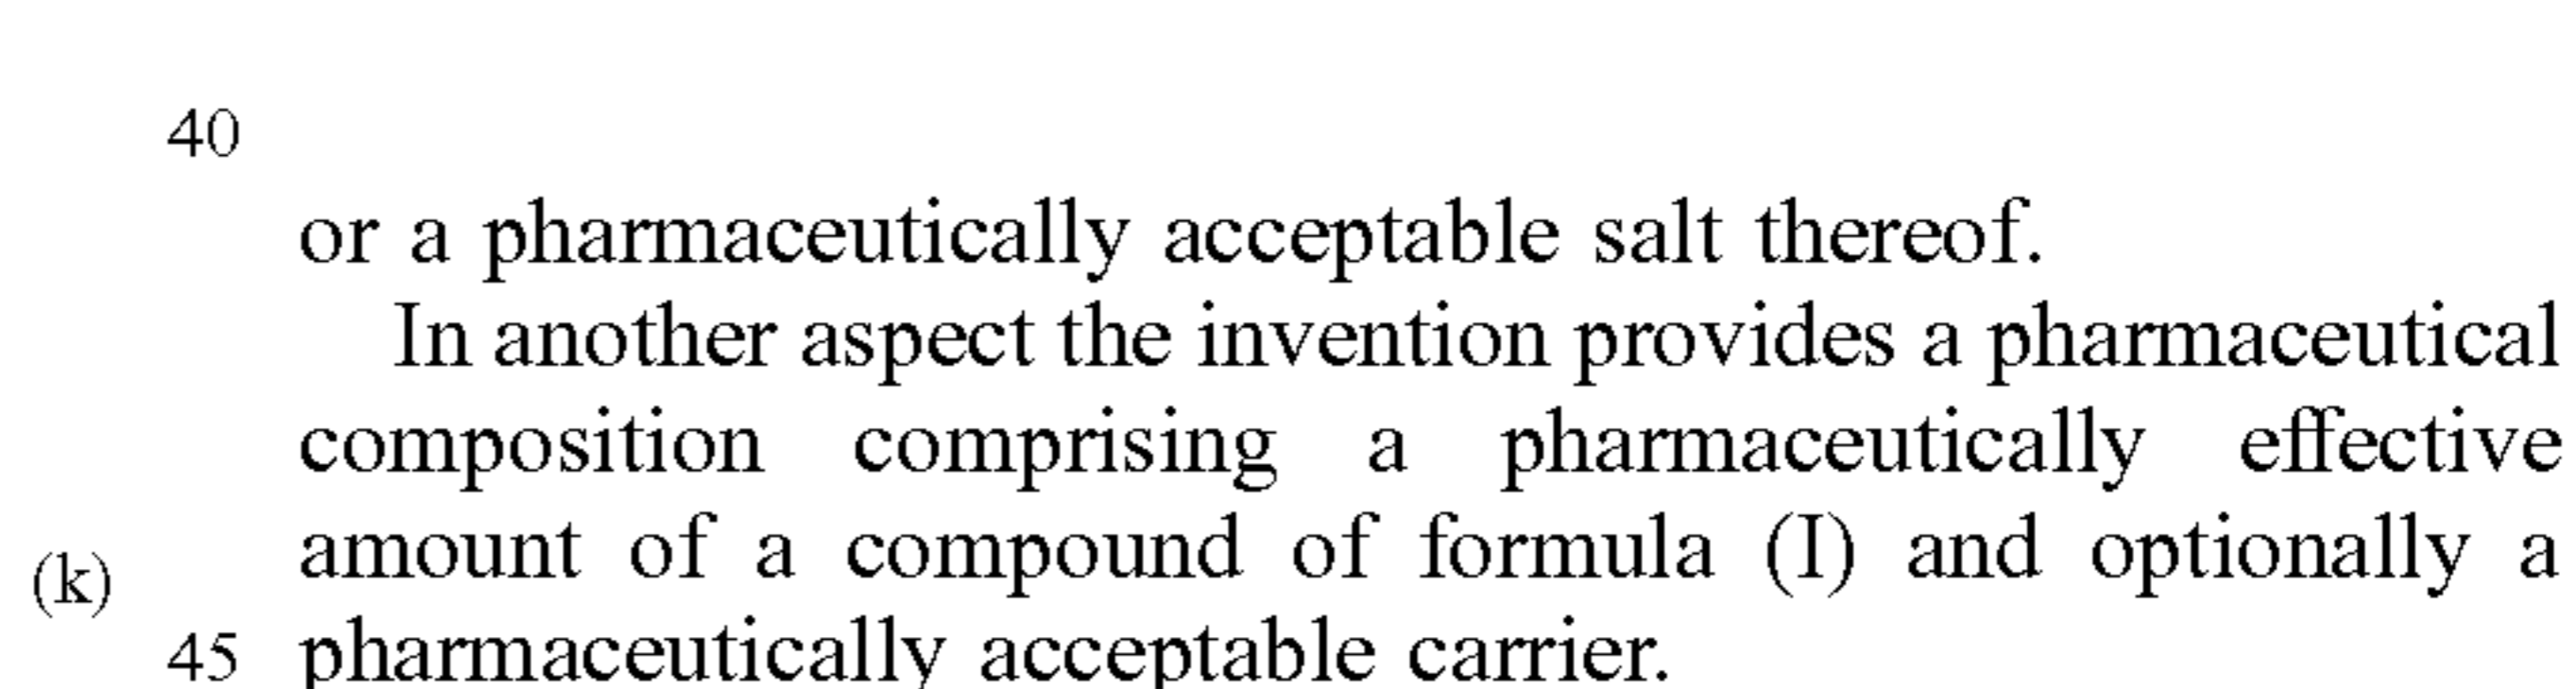 40
or a pharmaceutically acceptable salt thereof.
In another aspect the invention provides a pharmaceutical
composition comprising a pharmaceutically effective
amount of a compound of formula (I) and optionally a
(k)
45 pharmaceutically acceptable carrier.